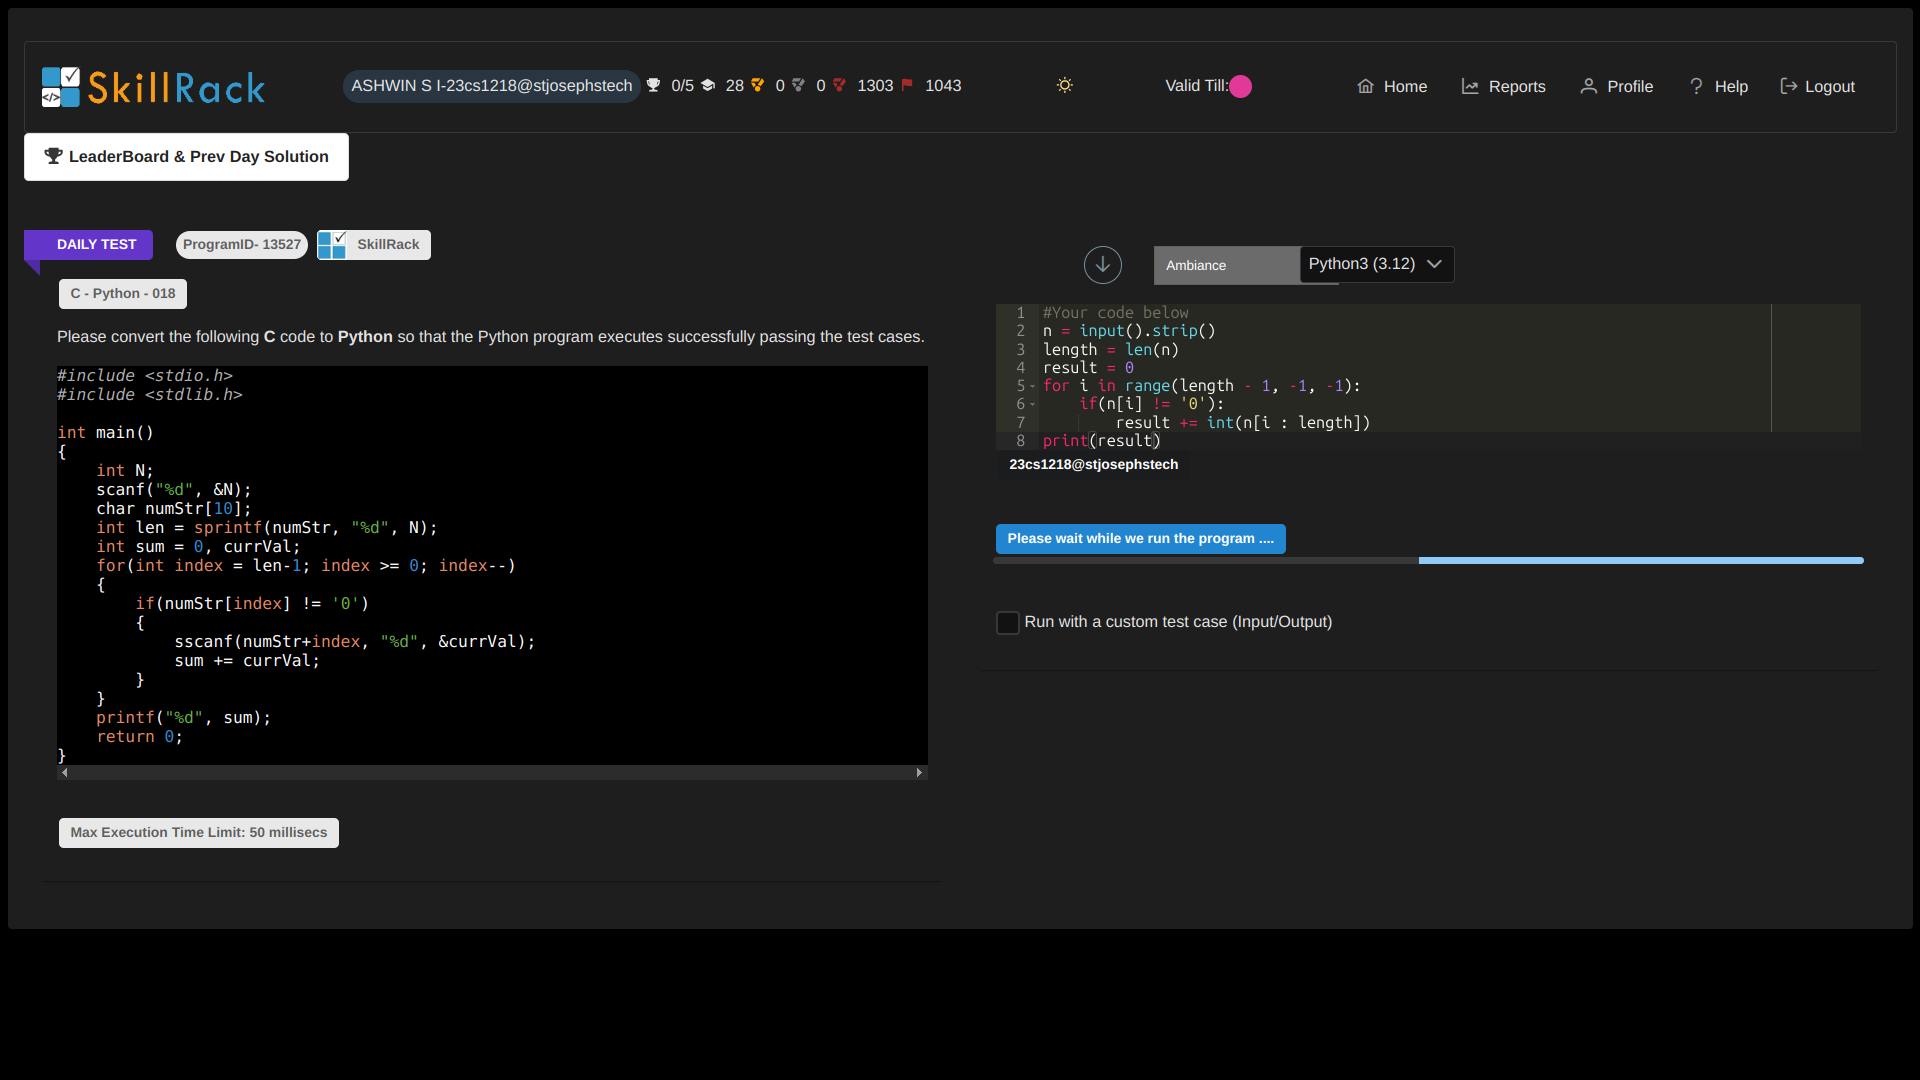 SkillRack
ASHWIN S I-23cs1218@stjosephstech 0/5 28 0 0 1303 1043
Valid Till:
Home Reports Profile ? Help Logout
LeaderBoard & Prev Day Solution
DAILY TEST ProgramID- 13527 SkillRack
C - Python - 018
Please convert the following C code to Python so that the Python program executes successfully passing the test cases.
#include <stdio.h>
#include <stdlib.h>
int main()
{
    int N;
    scanf("%d", &N);
    char numStr[10];
    int len = sprintf(numStr, "%d", N);
    int sum = 0, currVal;
    for(int index = len-1; index >= 0; index--)
    {
        if(numStr[index] != '0')
        {
            sscanf(numStr+index, "%d", &currVal);
            sum += currVal;
        }
    }
    printf("%d", sum);
    return 0;
}
Max Execution Time Limit: 50 millisecs
Ambiance Python3 (3.12)
1 #Your code below
2 n = input().strip()
3 length = len(n)
4 result = 0
5 for i in range(length - 1, -1, -1):
6     if(n[i] != '0'):
7         result += int(n[i : length])
8 print(result)
23cs1218@stjosephstech
Please wait while we run the program ....
Run with a custom test case (Input/Output)